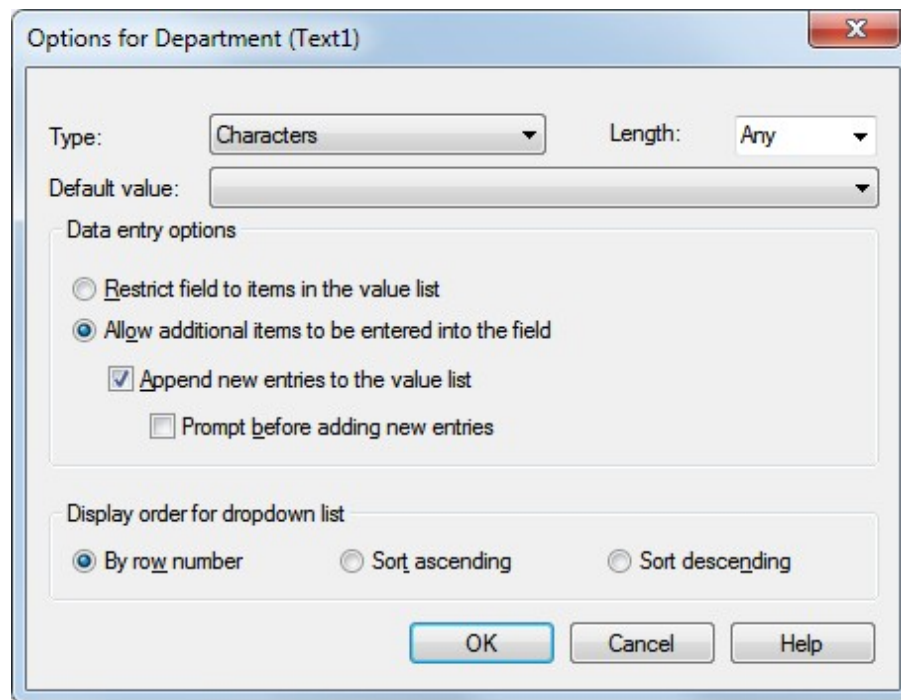 Options for Department (Text1)
Type: Characters Length: Any
Default value:
Data entry options
Restrict field to items in the value list
Allow additional items to be entered into the field
Append new entries to the value list
Prompt before adding new entries
Display order for dropdown list
By row number Sort ascending Sort descending
OK Cancel Help